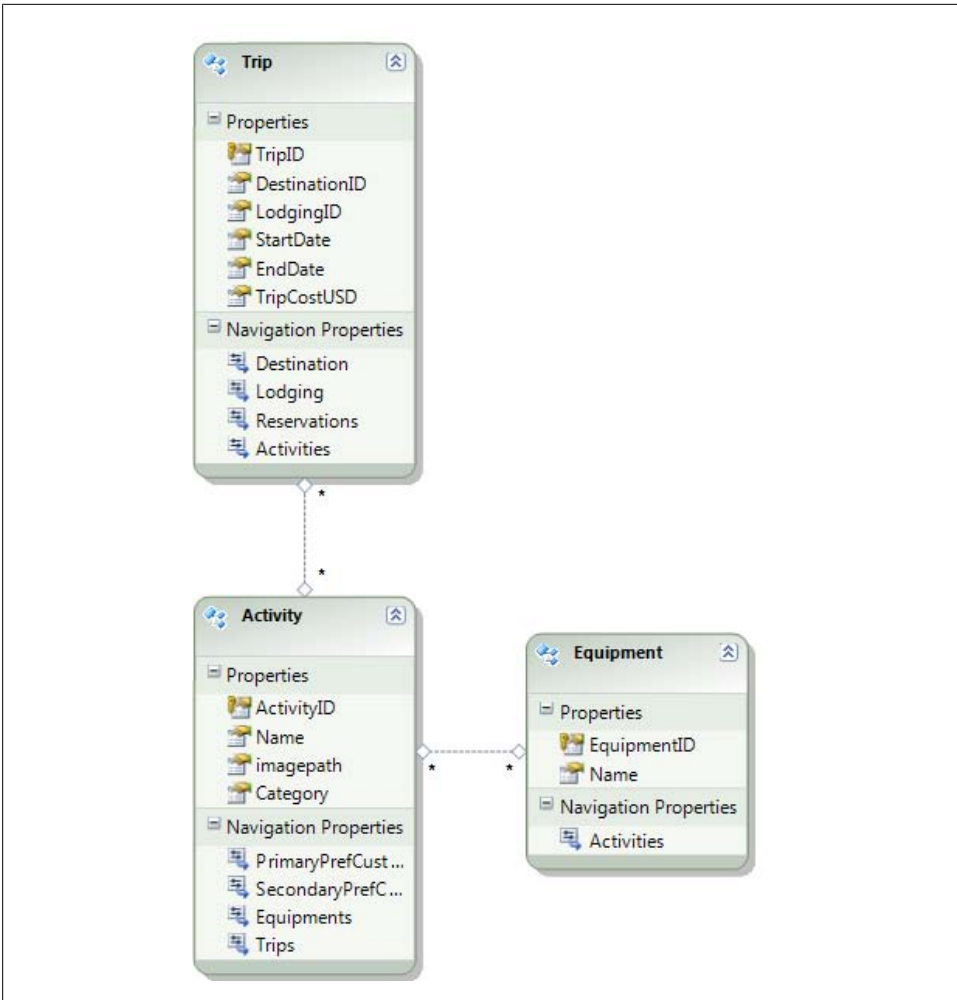 Trip
Properties
TripID
DestinationID
LodgingID
StartDate
EndDate
TripCostUSD
Navigation Properties
Destination
Lodging
Reservations
Activities
*
*
Activity
Properties
ActivityID
Name
imagepath
Category
Navigation Properties
PrimaryPrefCust...
SecondaryPrefC...
Equipments
Trips
* *
Equipment
Properties
EquipmentID
Name
Navigation Properties
Activities